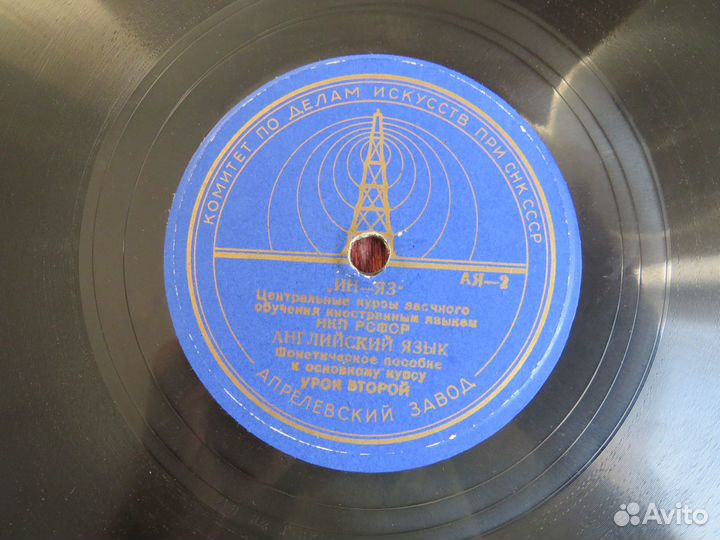 КОМИТЕТ ПО ДЕЛАМ ИСКУССТВ ПРИ СНК СССР
АЯ—2
„ИН—ЯЗ"
Центральные курсы заочного
обучения иностранным языкам
НКП РСФСР
АНГЛИЙСКИЙ ЯЗЫК
Фонетическое пособие
к основному курсу
УРОК ВТОРОЙ
АПРЕЛЕВСКИЙ ЗАВОД
Avito